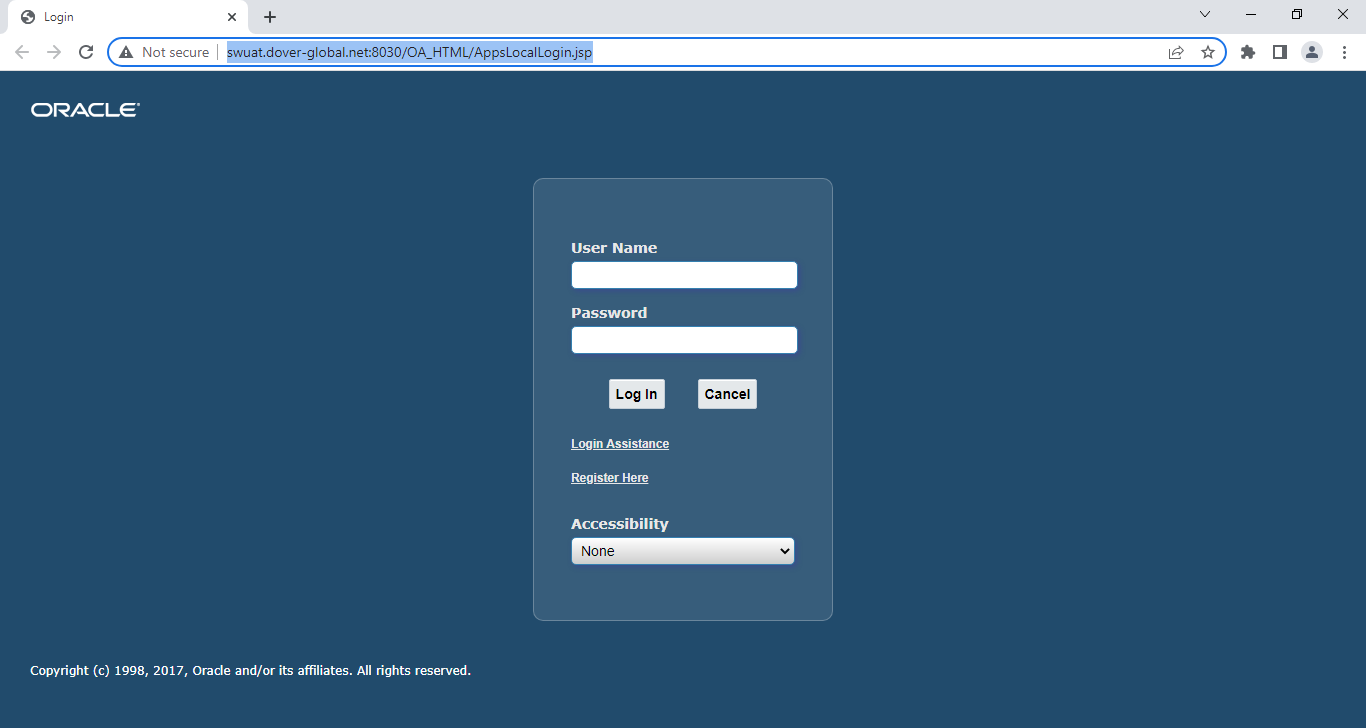 Login
Not secure
swuat.dover-global.net:8030/OA_HTML/AppsLocalLogin.jsp
ORACLE®
User Name
Password
Log In Cancel
Login Assistance
Register Here
Accessibility
None
Copyright (c) 1998, 2017, Oracle and/or its affiliates. All rights reserved.